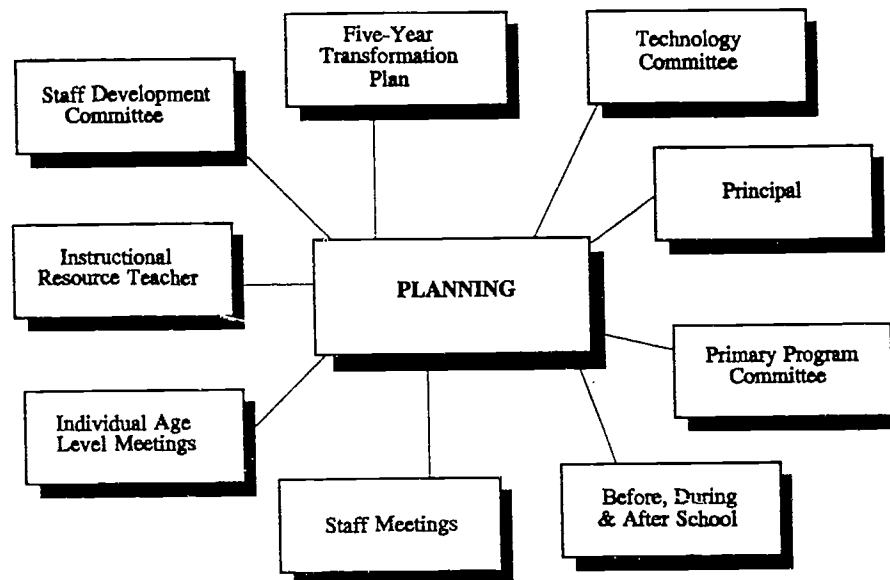 Five-Year
Transformation
Plan
Technology
Committee
Staff Development
Committee
Principal
Instructional
Resource Teacher
PLANNING
Primary Program
Committee
Individual Age
Level Meetings
Staff Meetings
Before, During
& After School